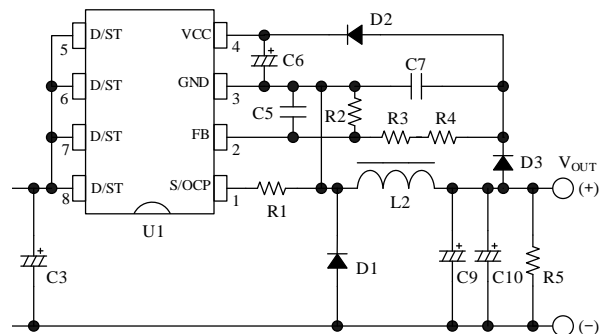 D/ST VCC D2
5 4 C6 C7
D/ST GND
6 3 C5 R2 R3 R4
D/ST FB
7 2 D3 VOUT
D/ST S/OCP (+)
8 1 R1 L2
U1
C3 D1 C9 C10 R5
(-)